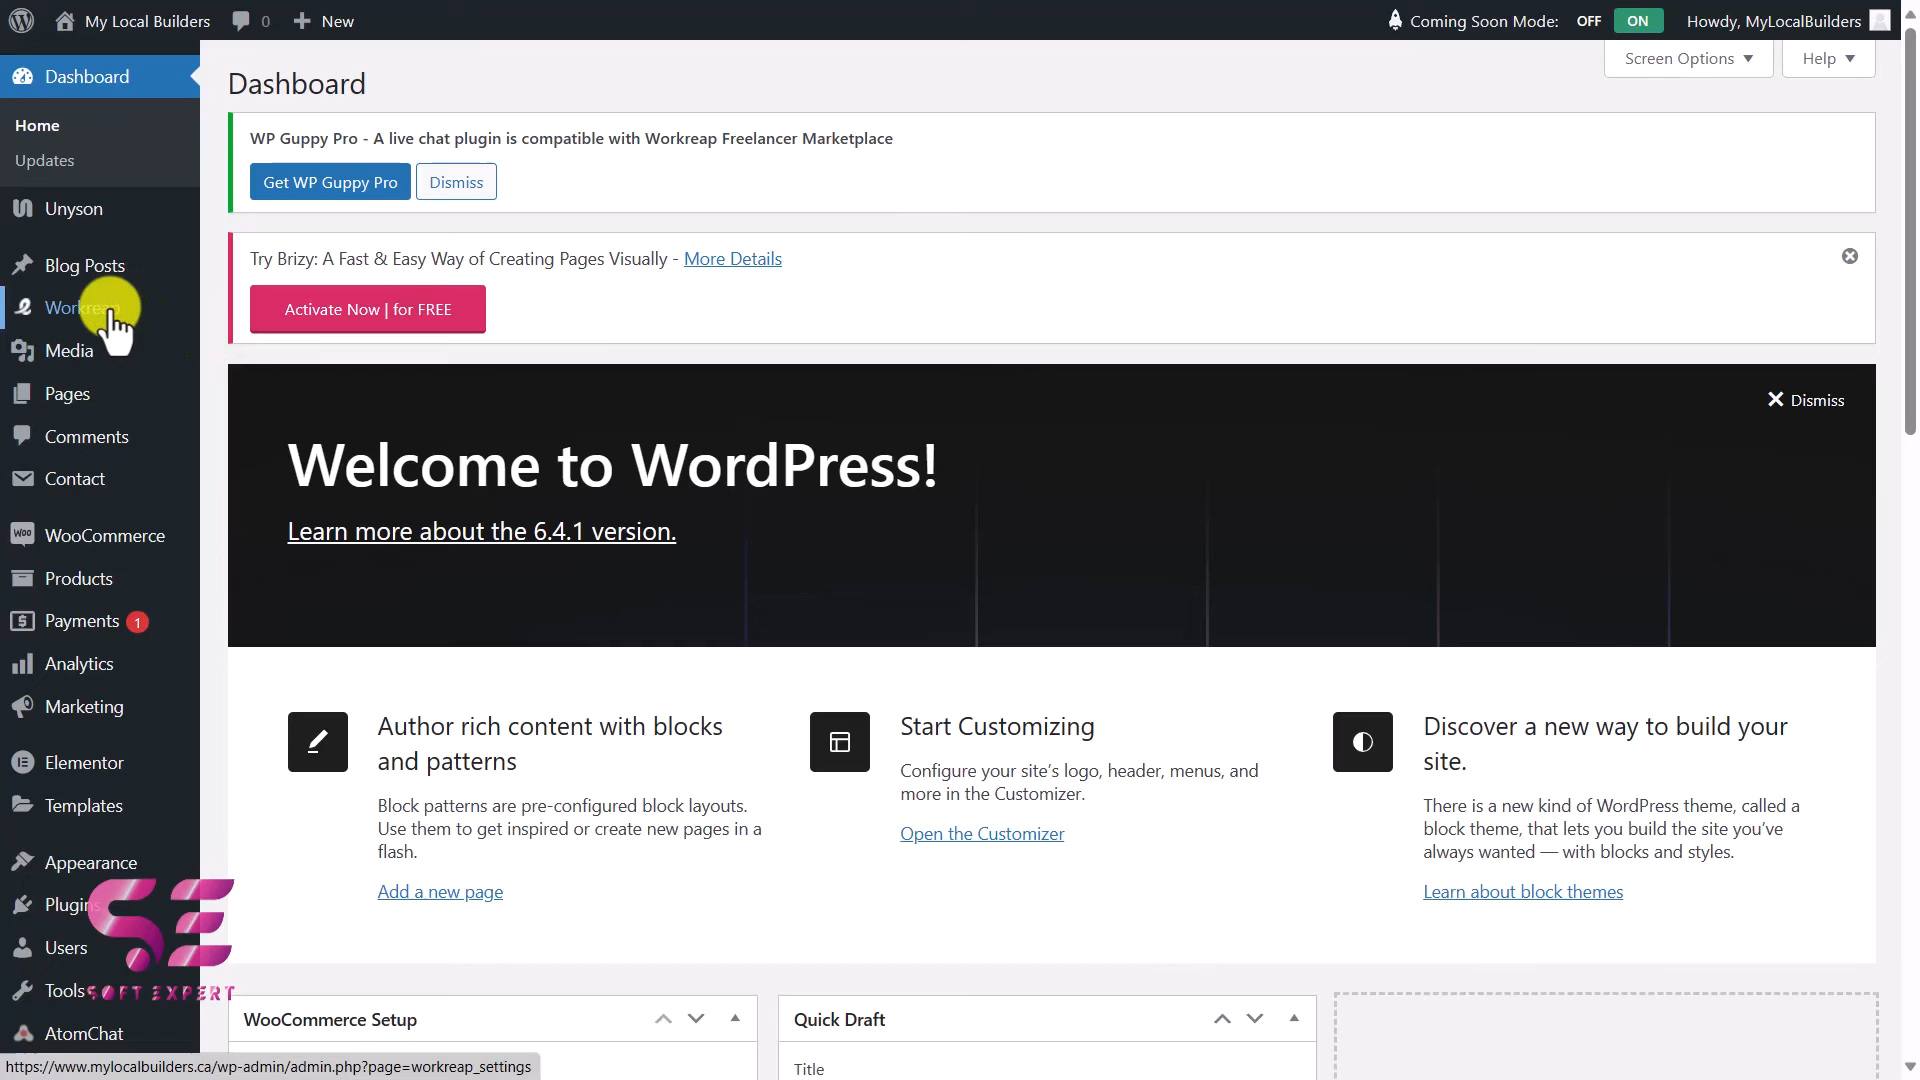 My Local Builders
0
New
Coming Soon Mode:
OFF
ON
Howdy, MyLocalBuilders
Dashboard
Home
Updates
Unyson
Blog Posts
Workreap
Media
Pages
Comments
Contact
WooCommerce
Products
Payments 1
Analytics
Marketing
Elementor
Templates
Appearance
Plugins
Users
Tools
AtomChat
SE
SOFT EXPERT
Screen Options
Help
Dashboard
WP Guppy Pro - A live chat plugin is compatible with Workreap Freelancer Marketplace
Get WP Guppy Pro
Dismiss
Try Brizy: A Fast & Easy Way of Creating Pages Visually - More Details
Activate Now | for FREE
Dismiss
Welcome to WordPress!
Learn more about the 6.4.1 version.
Author rich content with blocks
and patterns
Block patterns are pre-configured block layouts.
Use them to get inspired or create new pages in a
flash.
Add a new page
Start Customizing
Configure your site’s logo, header, menus, and
more in the Customizer.
Open the Customizer
Discover a new way to build your
site.
There is a new kind of WordPress theme, called a
block theme, that lets you build the site you’ve
always wanted — with blocks and styles.
Learn about block themes
WooCommerce Setup
Quick Draft
Title
https://www.mylocalbuilders.ca/wp-admin/admin.php?page=workreap_settings